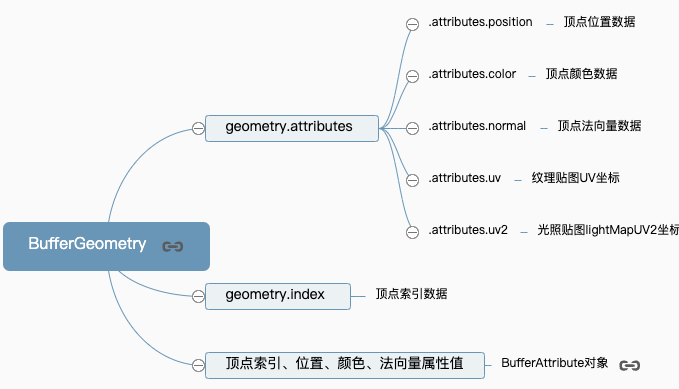 .attributes.position
顶点位置数据
.attributes.color
顶点颜色数据
geometry.attributes
.attributes.normal
顶点法向量数据
.attributes.uv
纹理贴图UV坐标
.attributes.uv2
光照贴图lightMapUV2坐标
BufferGeometry
geometry.index
顶点索引数据
顶点索引、位置、颜色、法向量属性值
BufferAttribute对象